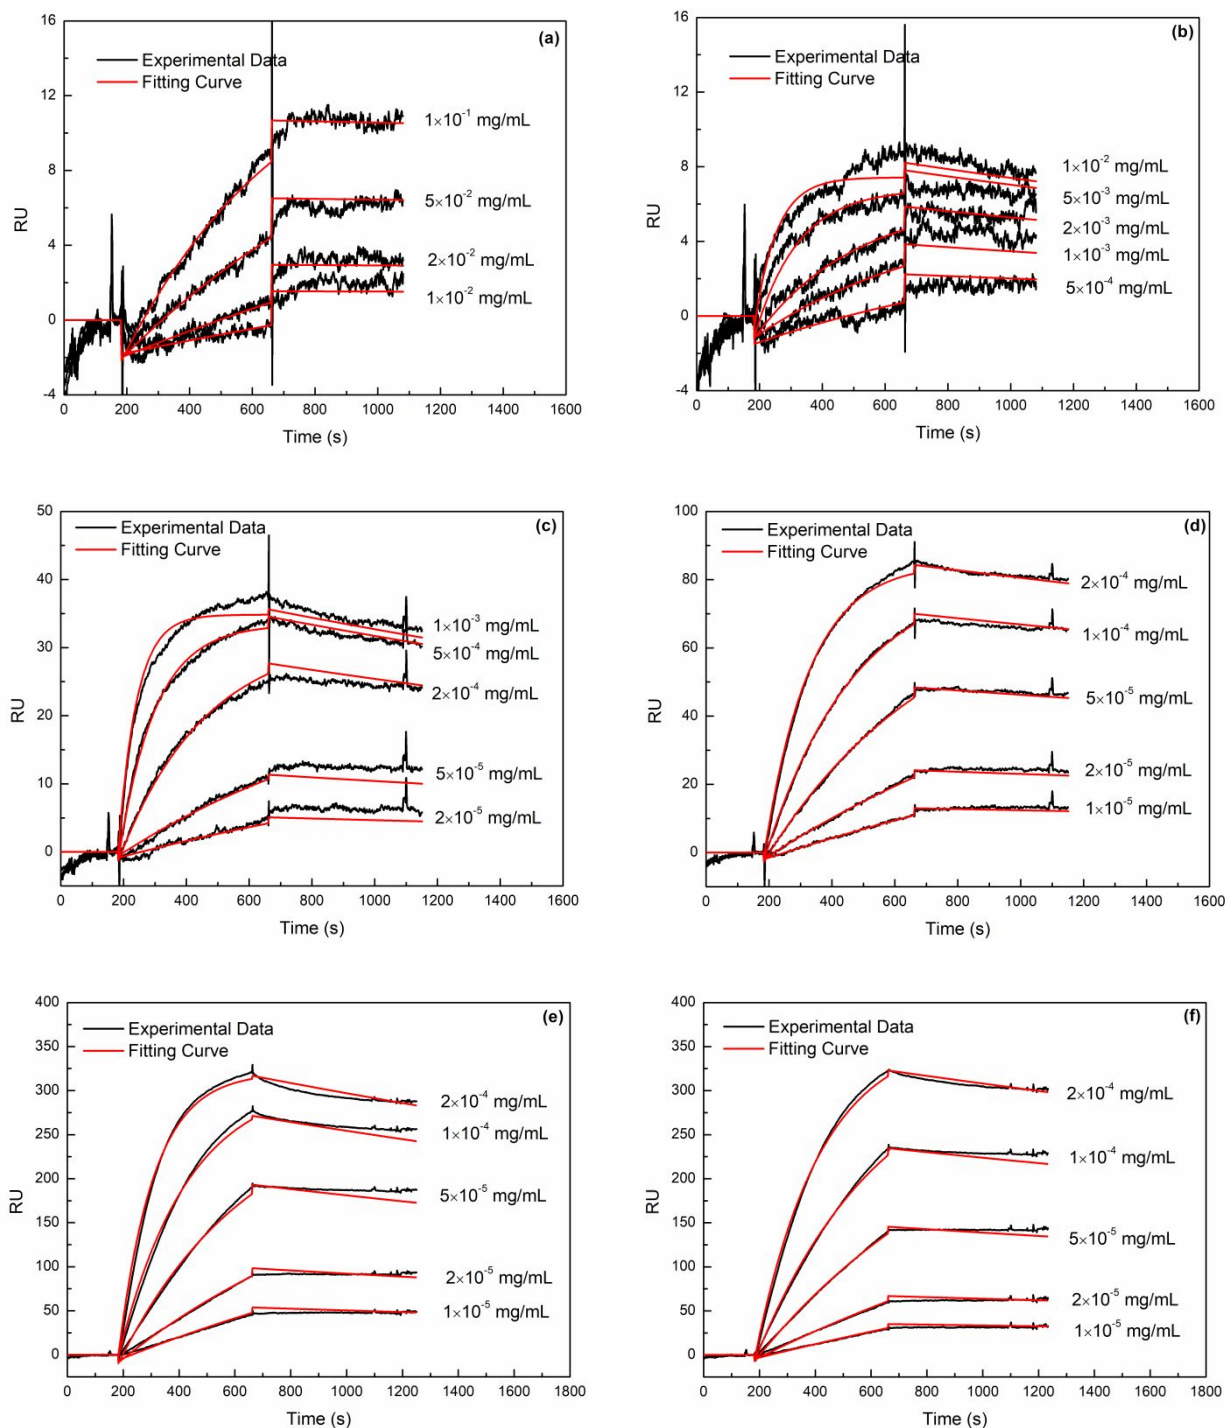 (a)
Experimental Data
Fitting Curve
16
12
8
4
0
-4
RU
1×10⁻¹ mg/mL
5×10⁻² mg/mL
2×10⁻² mg/mL
1×10⁻² mg/mL
0 200 400 600 800 1000 1200 1400 1600
Time (s)
(b)
Experimental Data
Fitting Curve
16
12
8
4
0
-4
RU
1×10⁻² mg/mL
5×10⁻³ mg/mL
2×10⁻³ mg/mL
1×10⁻³ mg/mL
5×10⁻⁴ mg/mL
0 200 400 600 800 1000 1200 1400 1600
Time (s)
(c)
Experimental Data
Fitting Curve
50
40
30
20
10
0
RU
1×10⁻³ mg/mL
5×10⁻⁴ mg/mL
2×10⁻⁴ mg/mL
5×10⁻⁵ mg/mL
2×10⁻⁵ mg/mL
0 200 400 600 800 1000 1200 1400 1600
Time (s)
(d)
Experimental Data
Fitting Curve
100
80
60
40
20
0
RU
2×10⁻⁴ mg/mL
1×10⁻⁴ mg/mL
5×10⁻⁵ mg/mL
2×10⁻⁵ mg/mL
1×10⁻⁵ mg/mL
0 200 400 600 800 1000 1200 1400 1600
Time (s)
(e)
Experimental Data
Fitting Curve
400
350
300
250
200
150
100
50
0
RU
2×10⁻⁴ mg/mL
1×10⁻⁴ mg/mL
5×10⁻⁵ mg/mL
2×10⁻⁵ mg/mL
1×10⁻⁵ mg/mL
0 200 400 600 800 1000 1200 1400 1600 1800
Time (s)
(f)
Experimental Data
Fitting Curve
400
350
300
250
200
150
100
50
0
RU
2×10⁻⁴ mg/mL
1×10⁻⁴ mg/mL
5×10⁻⁵ mg/mL
2×10⁻⁵ mg/mL
1×10⁻⁵ mg/mL
0 200 400 600 800 1000 1200 1400 1600 1800
Time (s)